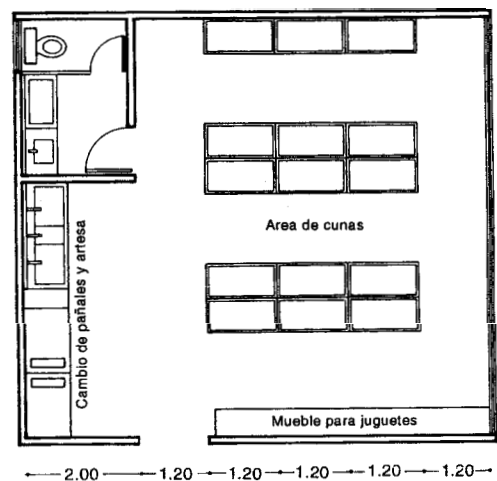 Area de cunas
Cambio de pañales y artesa
Mueble para juguetes
2.00 1.20 1.20 1.20 1.20 1.20